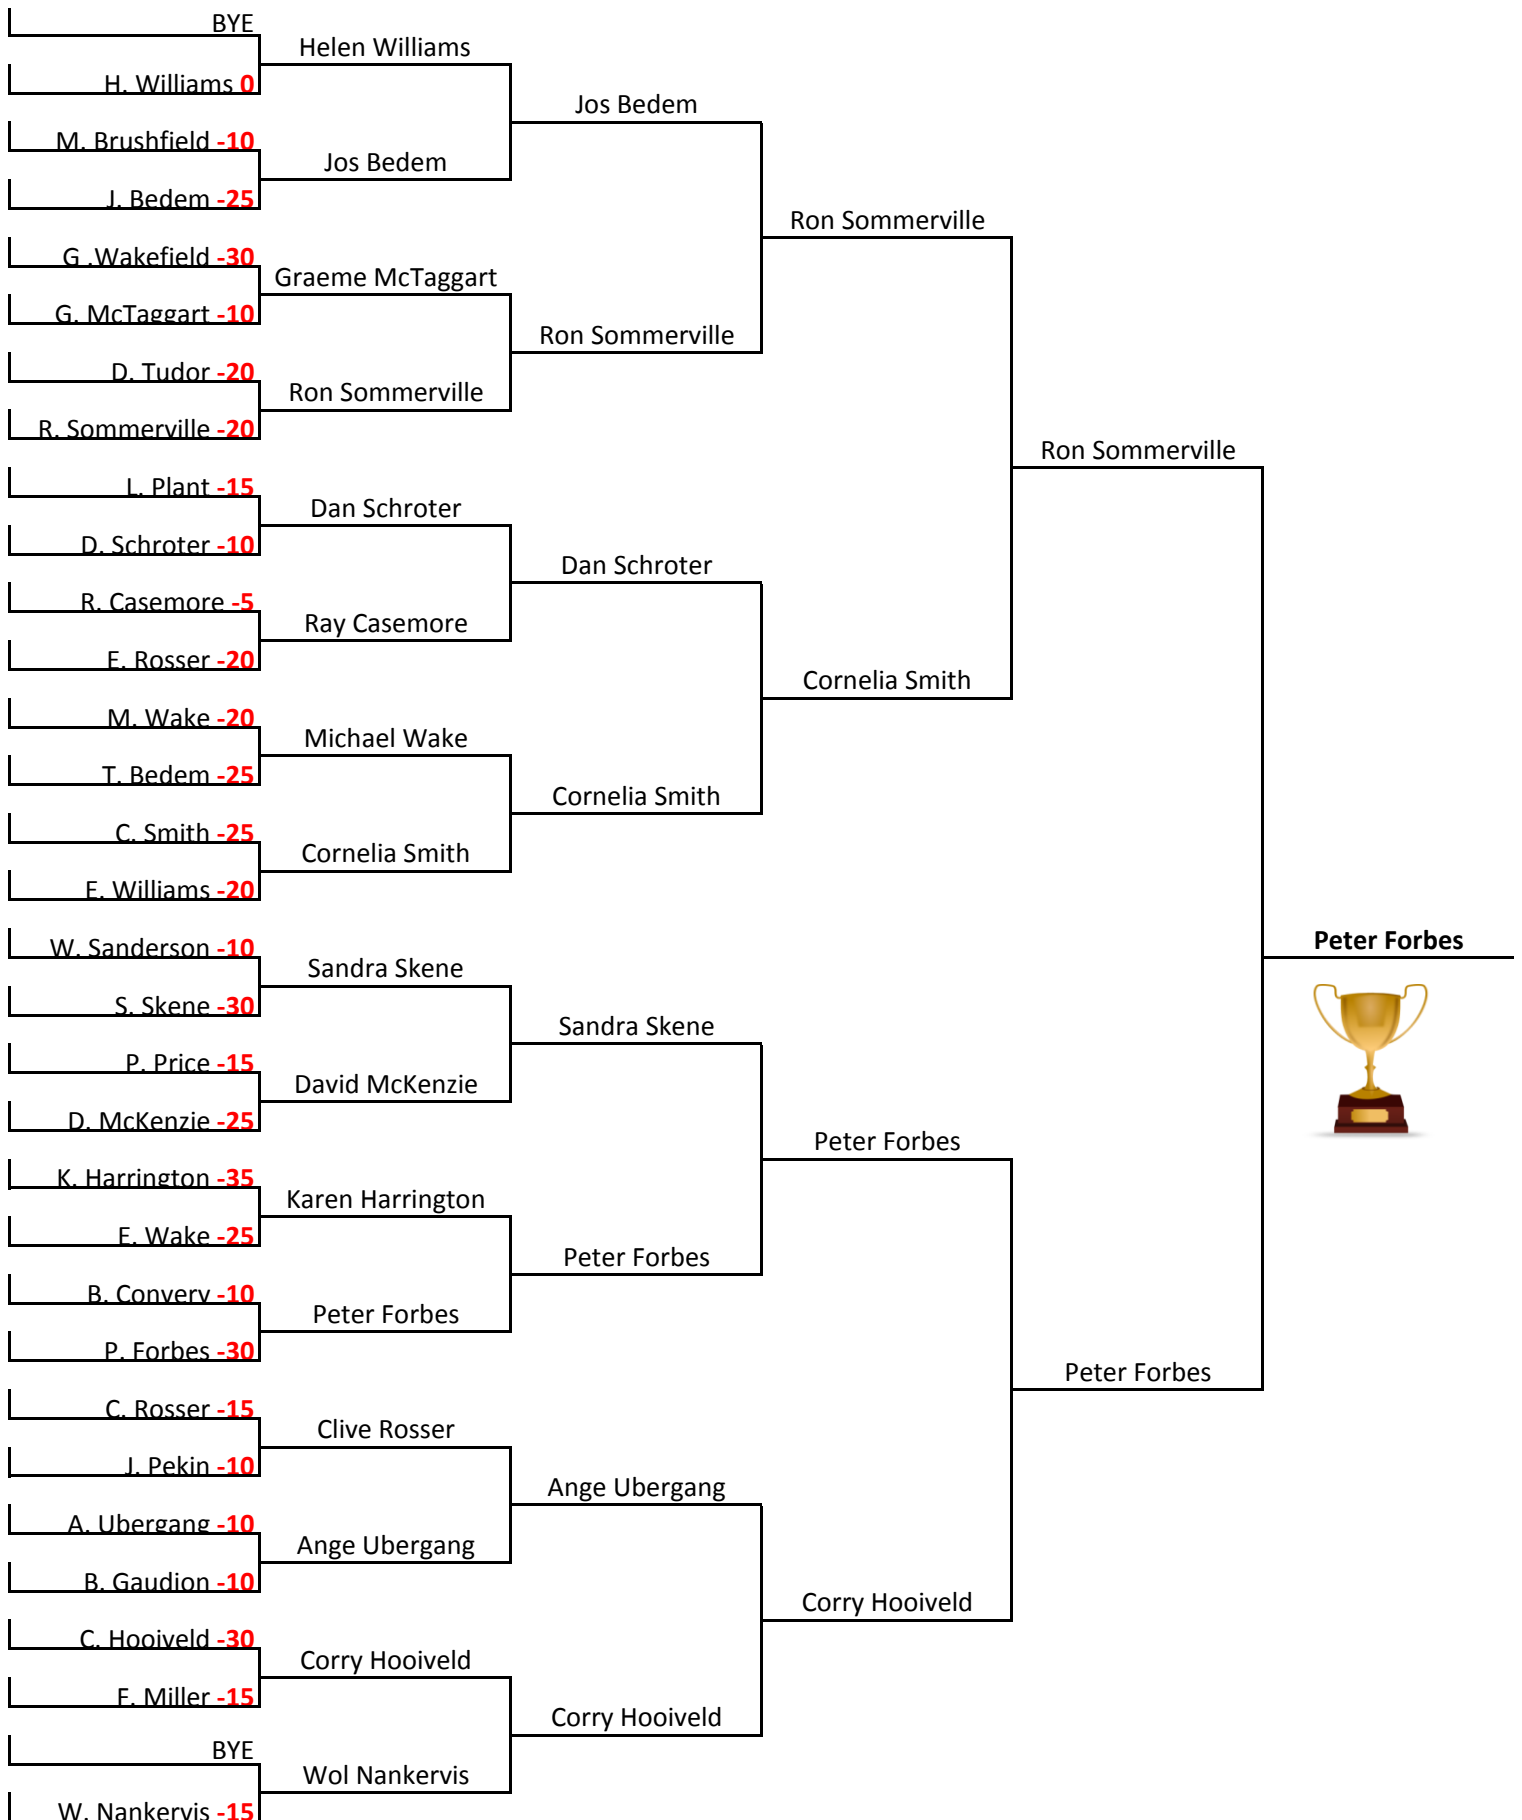 BYE
H. Williams 0
M. Brushfield -10
J. Bedem -25
G .Wakefield -30
G. McTaggart -10
D. Tudor -20
R. Sommerville -20
L. Plant -15
D. Schroter -10
R. Casemore -5
E. Rosser -20
M. Wake -20
T. Bedem -25
C. Smith -25
E. Williams -20
W. Sanderson -10
S. Skene -30
P. Price -15
D. McKenzie -25
K. Harrington -35
E. Wake -25
B. Convery -10
P. Forbes -30
C. Rosser -15
J. Pekin -10
A. Ubergang -10
B. Gaudion -10
C. Hooiveld -30
F. Miller -15
BYE
W. Nankervis -15
Helen Williams
Jos Bedem
Graeme McTaggart
Ron Sommerville
Dan Schroter
Ray Casemore
Michael Wake
Cornelia Smith
Sandra Skene
David McKenzie
Karen Harrington
Peter Forbes
Clive Rosser
Ange Ubergang
Corry Hooiveld
Wol Nankervis
Jos Bedem
Ron Sommerville
Dan Schroter
Cornelia Smith
Sandra Skene
Peter Forbes
Ange Ubergang
Corry Hooiveld
Ron Sommerville
Cornelia Smith
Peter Forbes
Corry Hooiveld
Ron Sommerville
Peter Forbes
Peter Forbes